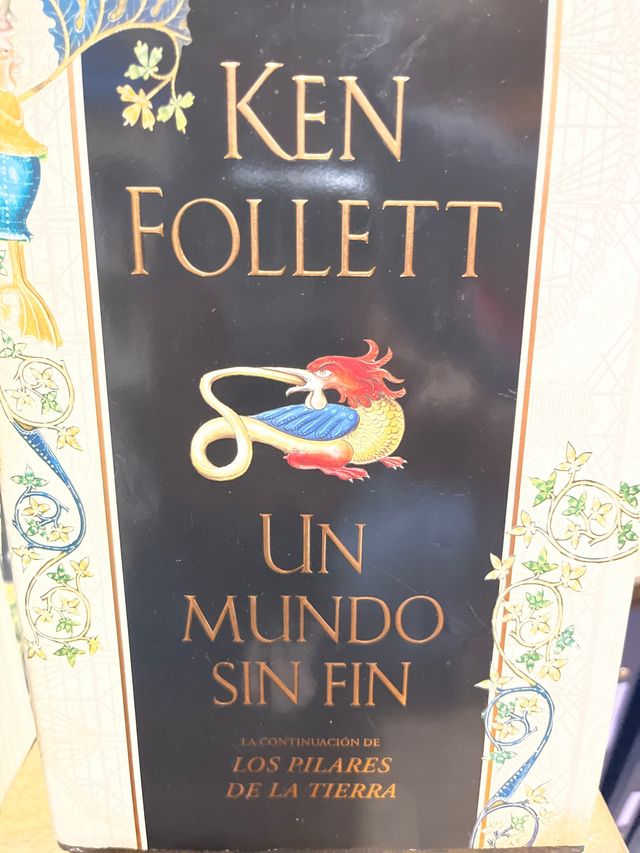 KEN
FOLLETT
UN
MUNDO
SIN FIN
LA CONTINUACIÓN DE
LOS PILARES
DE LA TIERRA